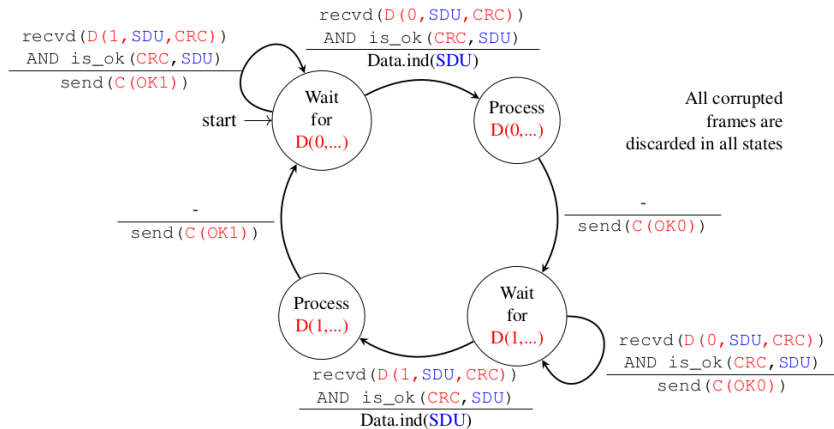 recvd(D(1,SDU,CRC))
AND is_ok(CRC,SDU)
send(C(OK1))
recvd(D(0,SDU,CRC))
AND is_ok(CRC,SDU)
Data.ind(SDU)
start
Wait
for
D(0,...)
Process
D(0,...)
All corrupted
frames are
discarded in all states
-
send(C(OK1))
-
send(C(OK0))
Process
D(1,...)
Wait
for
D(1,...)
recvd(D(1,SDU,CRC))
AND is_ok(CRC,SDU)
Data.ind(SDU)
recvd(D(0,SDU,CRC))
AND is_ok(CRC,SDU)
send(C(OK0))